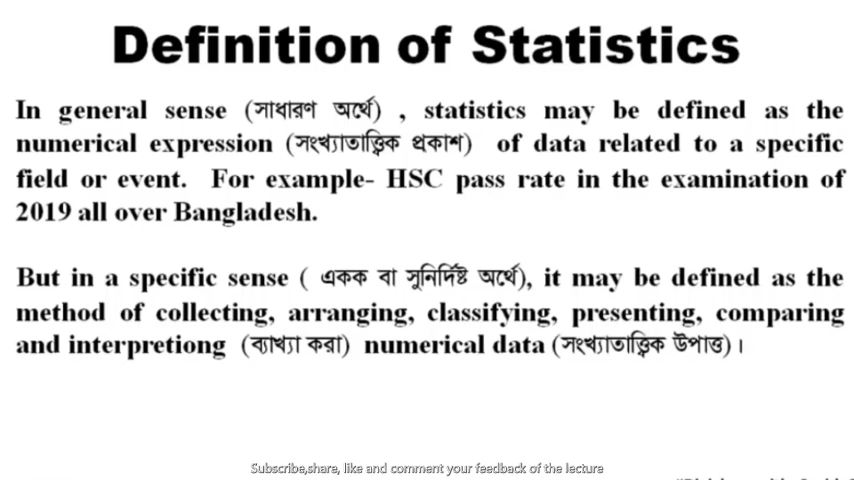 Definition of Statistics
In general sense (সাধারণ অর্থে) , statistics may be defined as the
numerical expression (সংখ্যাতাত্ত্বিক প্রকাশ) of data related to a specific
field or event. For example- HSC pass rate in the examination of
2019 all over Bangladesh.
But in a specific sense ( একক বা সুনির্দিষ্ট অর্থে), it may be defined as the
method of collecting, arranging, classifying, presenting, comparing
and interpretiong (ব্যাখ্যা করা) numerical data (সংখ্যাতাত্ত্বিক উপাত্ত)।
Subscribe,share, like and comment your feedback of the lecture